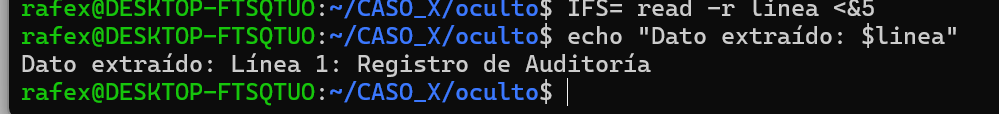 rafex@DESKTOP-FTSQTUO:~/CASO_X/oculto$ IFS= read -r linea <&5
rafex@DESKTOP-FTSQTUO:~/CASO_X/oculto$ echo "Dato extraído: $linea"
Dato extraído: Línea 1: Registro de Auditoría
rafex@DESKTOP-FTSQTUO:~/CASO_X/oculto$